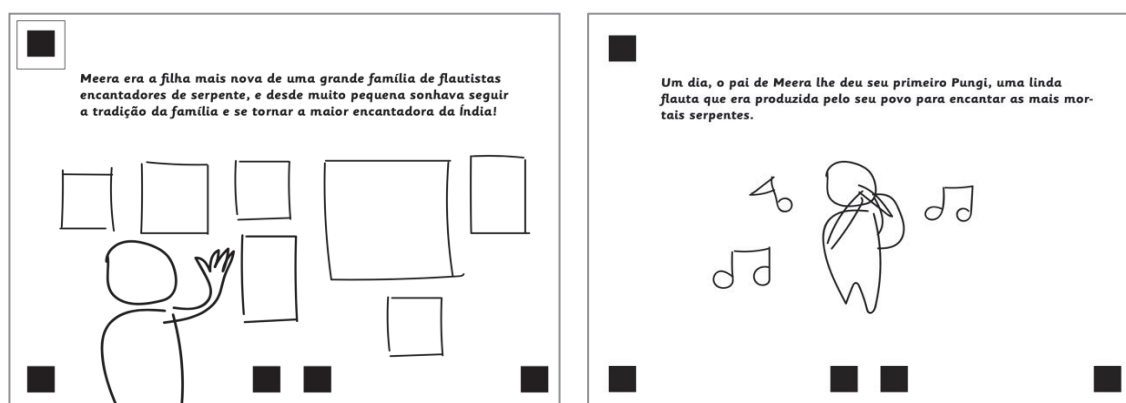 Meera era a filha mais nova de uma grande família de flautistas
encantadores de serpente, e desde muito pequena sonhava seguir
a tradição da família e se tornar a maior encantadora da Índia!
Um dia, o pai de Meera lhe deu seu primeiro Pungi, uma linda
flauta que era produzida pelo seu povo para encantar as mais mor-
tais serpentes.